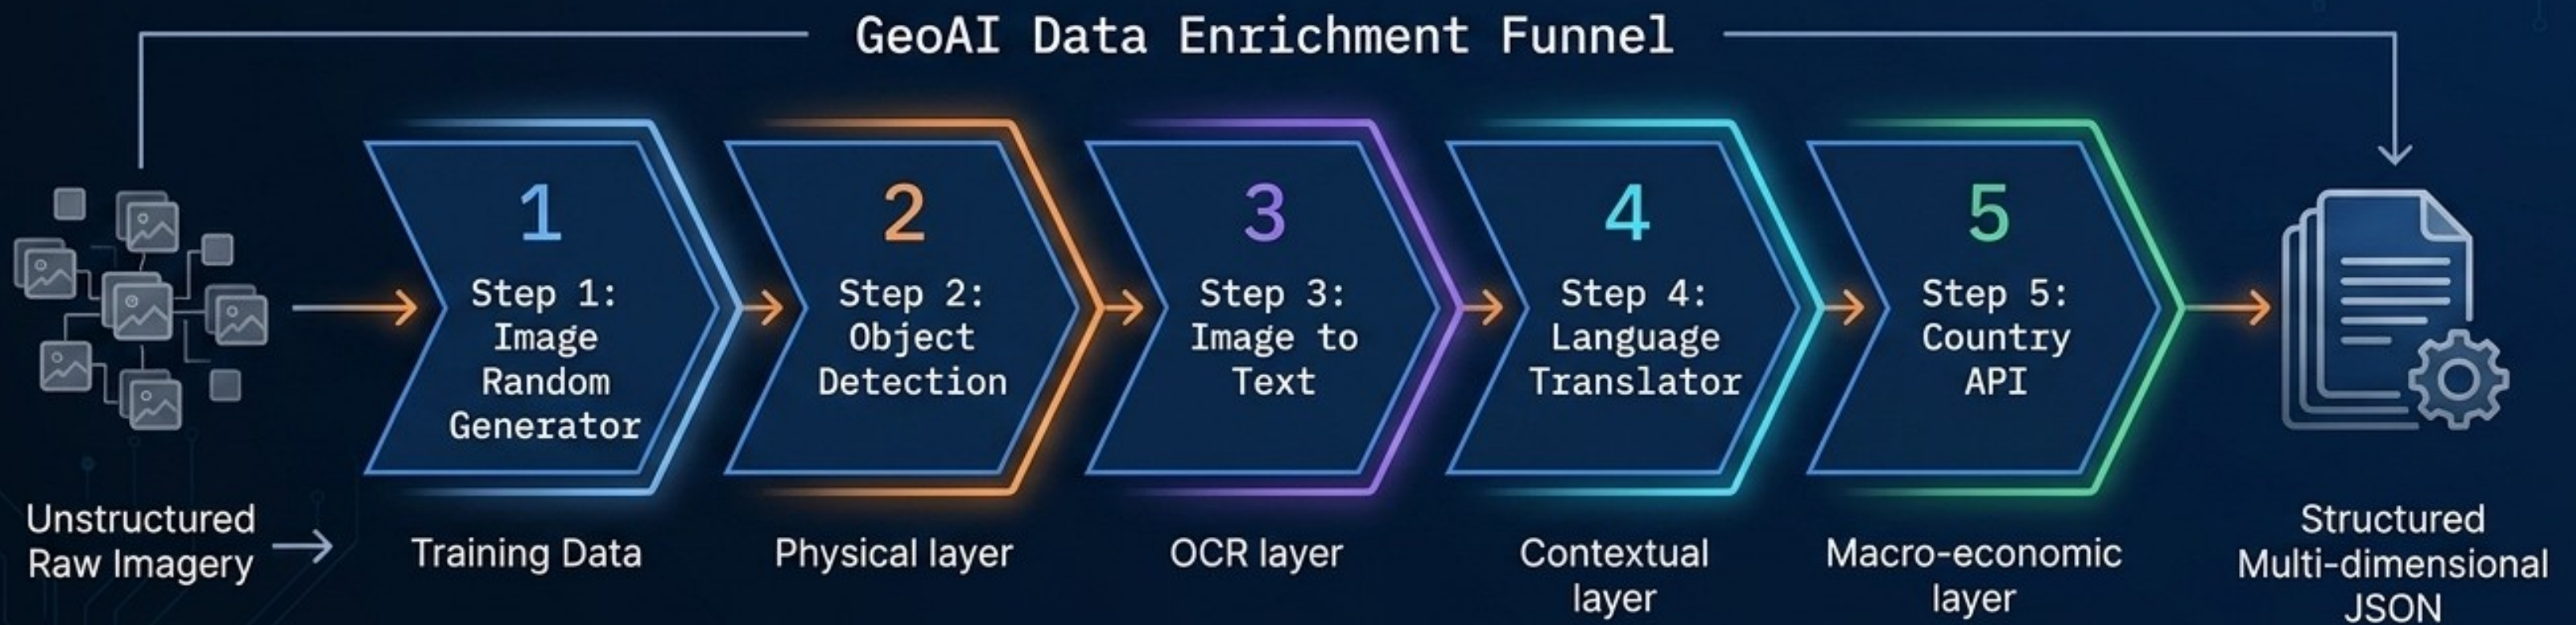 GeoAI Data Enrichment Funnel
1
Step 1:
Image
Random
Generator
2
Step 2:
Object
Detection
3
Step 3:
Image to
Text
4
Step 4:
Language
Translator
5
Step 5:
Country
API
Unstructured
Raw Imagery
Training Data
Physical layer
OCR layer
Contextual
layer
Macro-economic
layer
Structured
Multi-dimensional
JSON